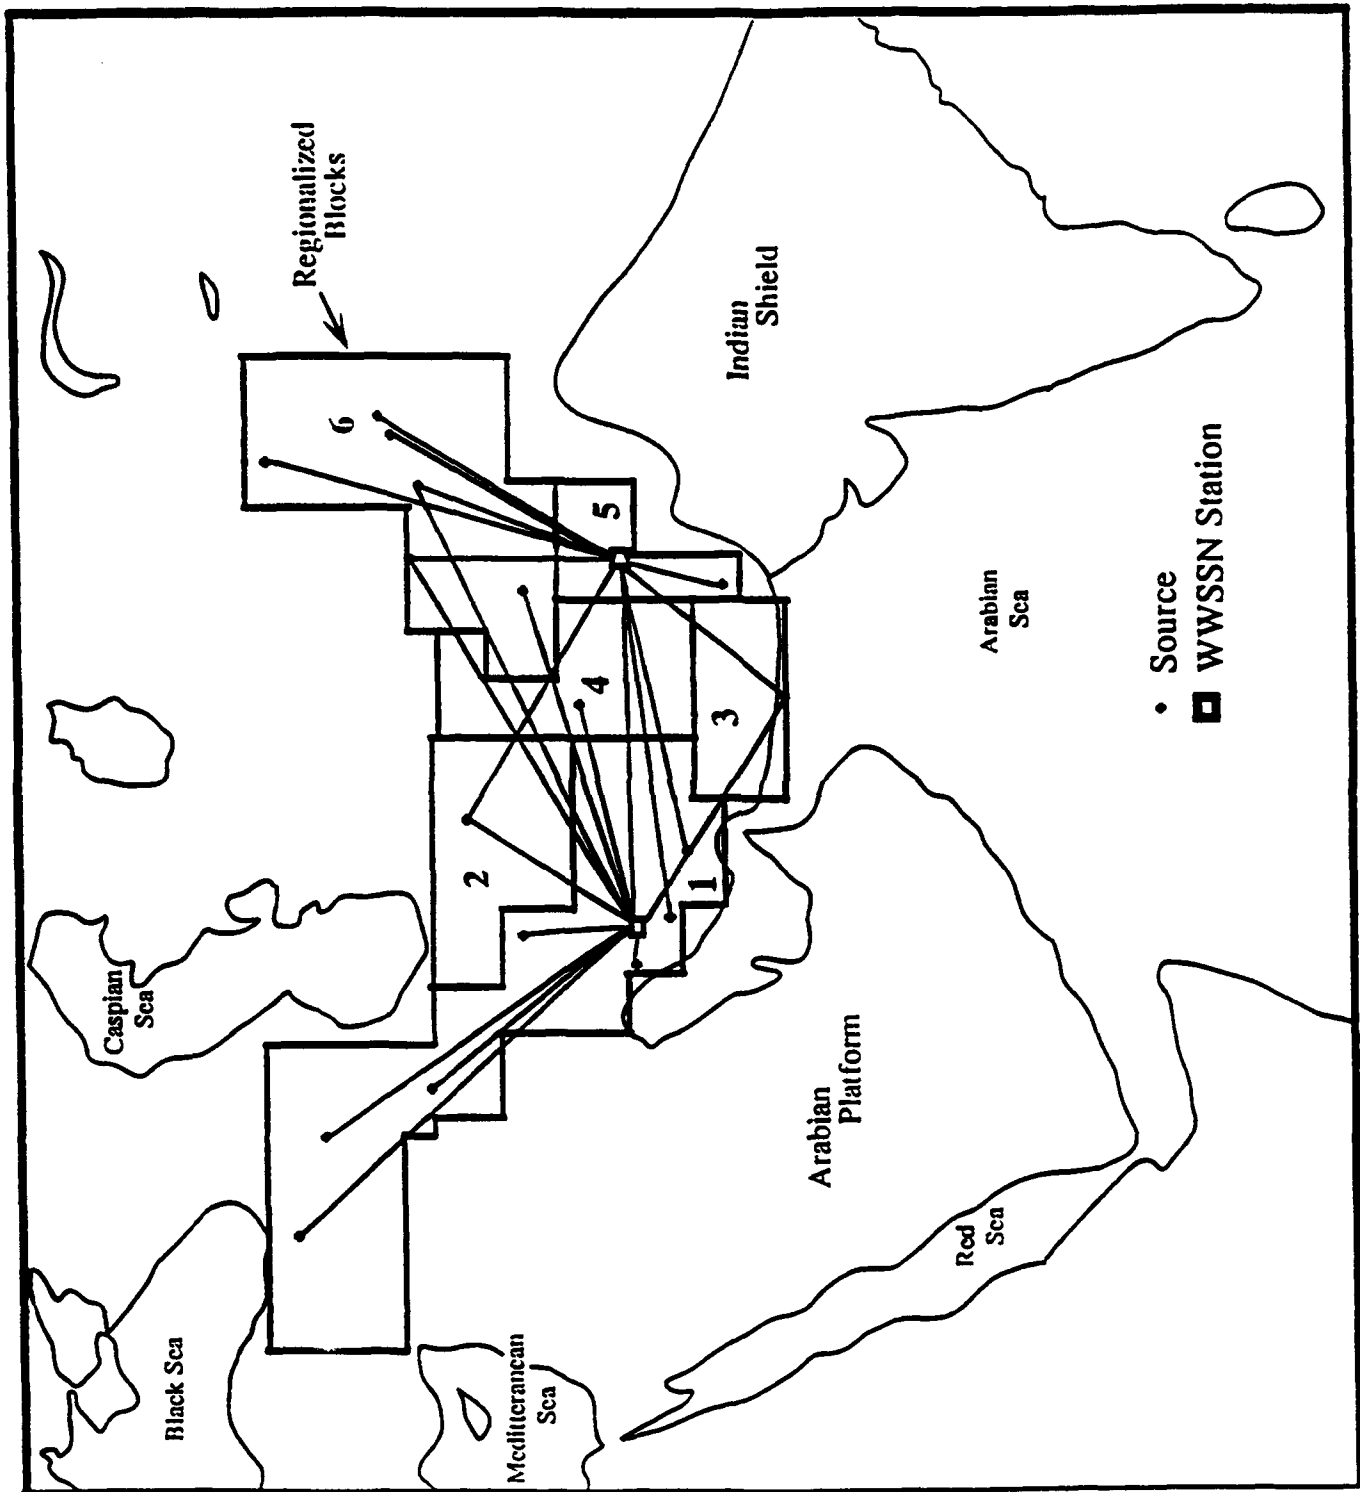 Regionalized
Blocks
Black Sea
Caspian
Sea
Mediterranean
Sea
6
5
4
3
2
1
Indian
Shield
Arabian
Platform
Red
Sea
Arabian
Sea
Source
WWSSN Station